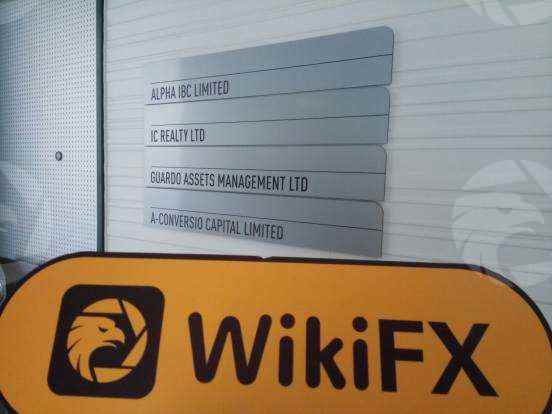 ALPHA IBC LIMITED
IC REALTY LTD
GUARDO ASSETS MANAGEMENT LTD
A-CONVERSIO CAPITAL LIMITED
WikiFX